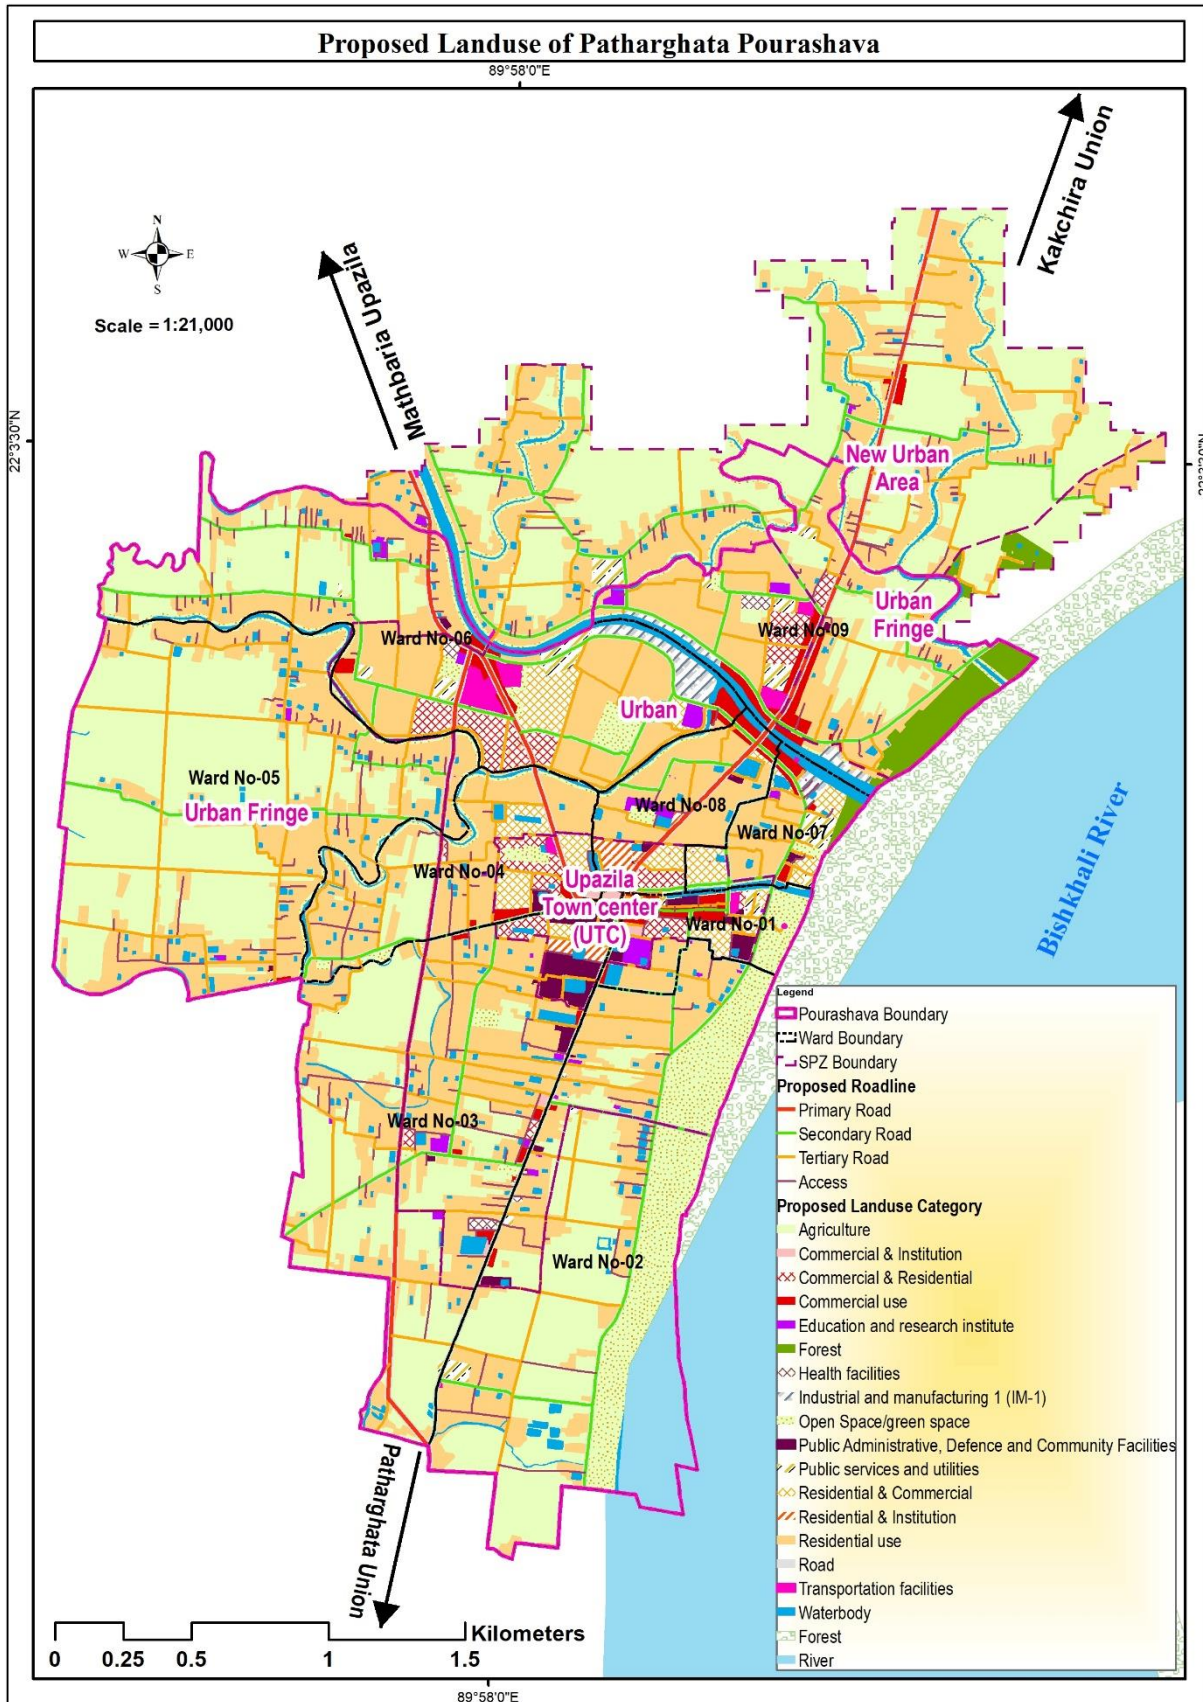 Proposed Landuse of Patharghata Pourashava
89°58'0"E
Kakchira Union
Mathbaria Upazila
N
W
E
S
Scale = 1:21,000
22°3'30"N
New Urban
Area
Urban
Fringe
Ward No-06
Ward No-09
Urban
Ward No-05
Urban Fringe
Ward No-08
Ward No-07
Ward No-04
Upazila
Town center
(UTC)
Ward No-01
Bishkhali River
Ward No-03
Ward No-02
Patharghata Union
Legend
Pourashava Boundary
Ward Boundary
SPZ Boundary
Proposed Roadline
Primary Road
Secondary Road
Tertiary Road
Access
Proposed Landuse Category
Agriculture
Commercial & Institution
Commercial & Residential
Commercial use
Education and research institute
Forest
Health facilities
Industrial and manufacturing 1 (IM-1)
Open Space/green space
Public Administrative, Defence and Community Facilities
Public services and utilities
Residential & Commercial
Residential & Institution
Residential use
Road
Transportation facilities
Waterbody
Forest
River
Kilometers
0 0.25 0.5 1 1.5
89°58'0"E